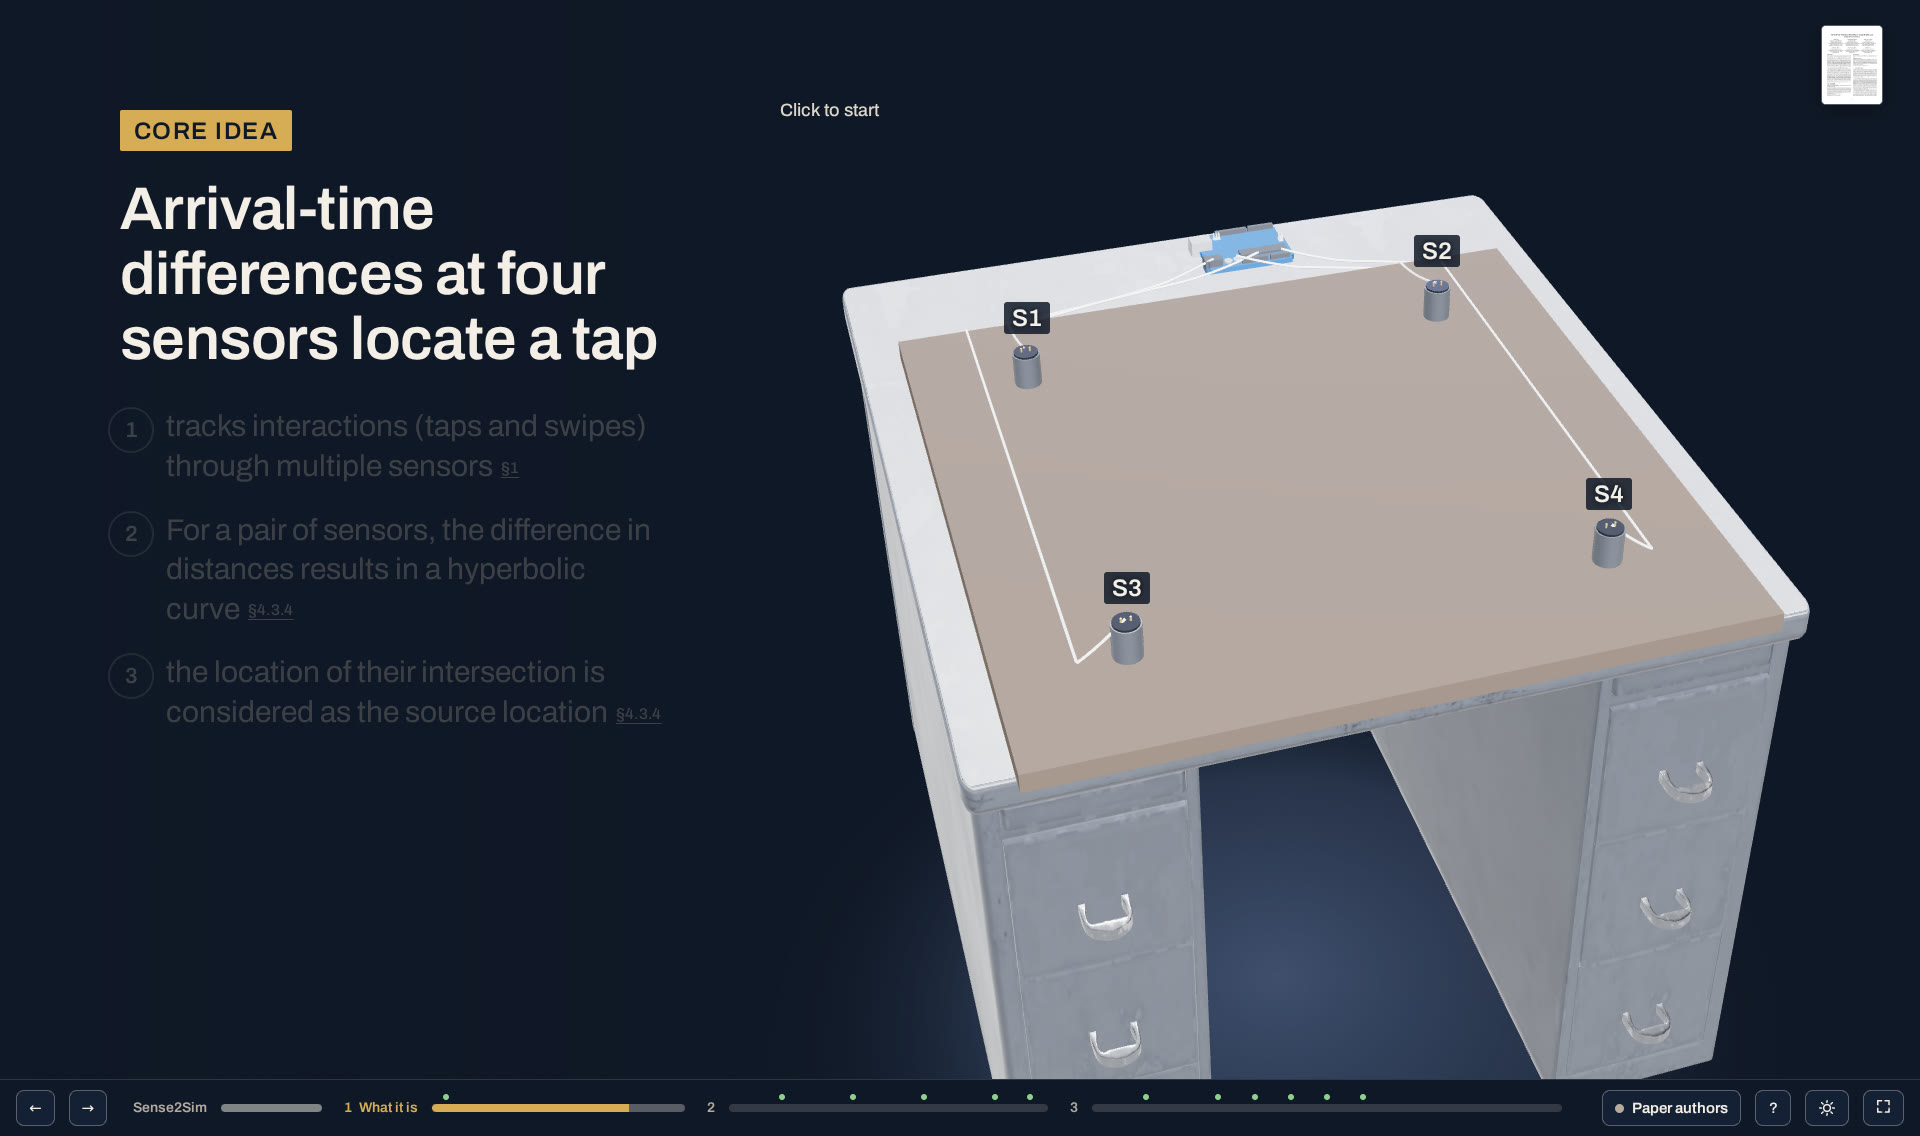 CORE IDEA
Click to start
Arrival-time
differences at four
sensors locate a tap
1 tracks interactions (taps and swipes)
through multiple sensors §1
2 For a pair of sensors, the difference in
distances results in a hyperbolic
curve §4.3.4
3 the location of their intersection is
considered as the source location §4.3.4
S1
S2
S3
S4
← → Sense2Sim 1 What it is 2 3 Paper authors ?